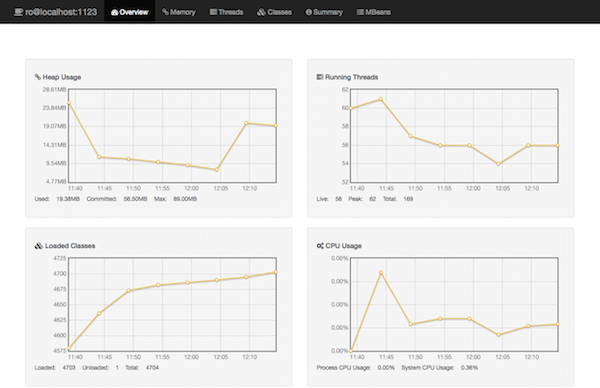 ro@localhost:1123 Overview Memory Threads Classes Summary MBeans
Heap Usage
28.61MB
23.84MB
19.07MB
14.31MB
9.54MB
4.77MB
11:40 11:45 11:50 11:55 12:00 12:05 12:10
Used: 19.38MB Committed: 56.50MB Max: 89.00MB
Running Threads
62
60
58
56
54
52
11:40 11:45 11:50 11:55 12:00 12:05 12:10
Live: 56 Peak: 62 Total: 169
Loaded Classes
4725
4700
4675
4650
4625
4600
4575
11:40 11:45 11:50 11:55 12:00 12:05 12:10
Loaded: 4703 Unloaded: 1 Total: 4704
CPU Usage
0.00%
0.00%
0.00%
0.00%
0.00%
11:40 11:45 11:50 11:55 12:00 12:05 12:10
Process CPU Usage: 0.00% System CPU Usage: 0.36%